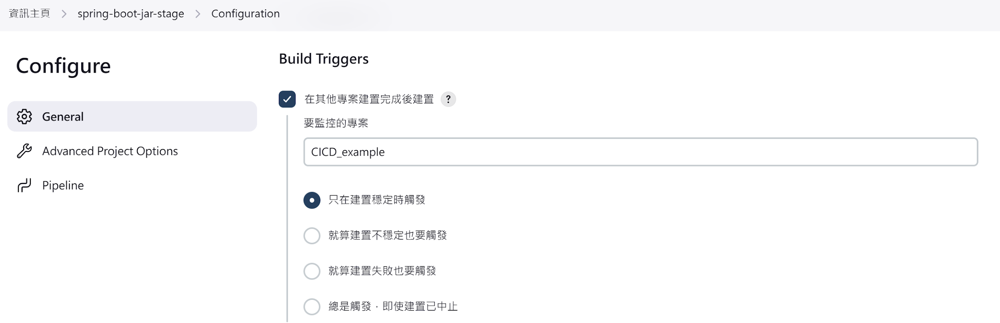 資訊主頁 > spring-boot-jar-stage > Configuration
Configure
General
Advanced Project Options
Pipeline
Build Triggers
在其他專案建置完成後建置 ?
要監控的專案
CICD_example
只在建置穩定時觸發
就算建置不穩定也要觸發
就算建置失敗也要觸發
總是觸發，即使建置已中止